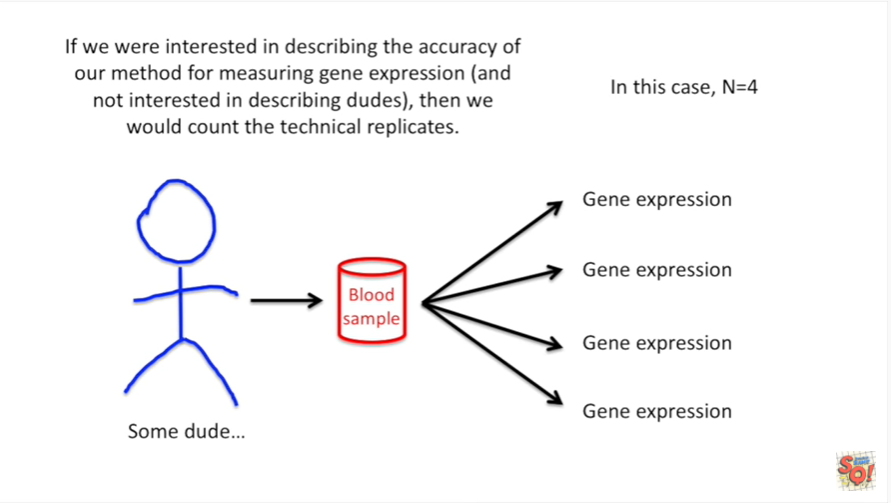 If we were interested in describing the accuracy of
our method for measuring gene expression (and
not interested in describing dudes), then we
would count the technical replicates.
In this case, N=4
Gene expression
Gene expression
Blood
sample
Gene expression
Gene expression
Some dude...
SQ!